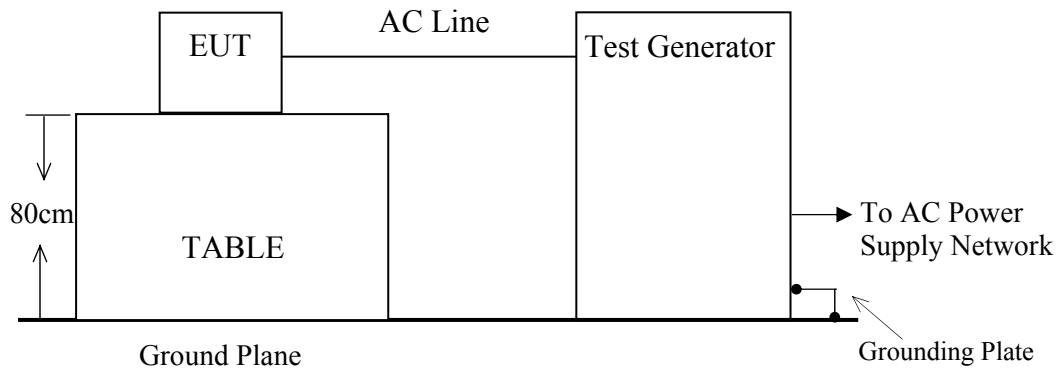 EUT
AC Line
Test Generator
80cm
TABLE
To AC Power
Supply Network
Ground Plane
Grounding Plate